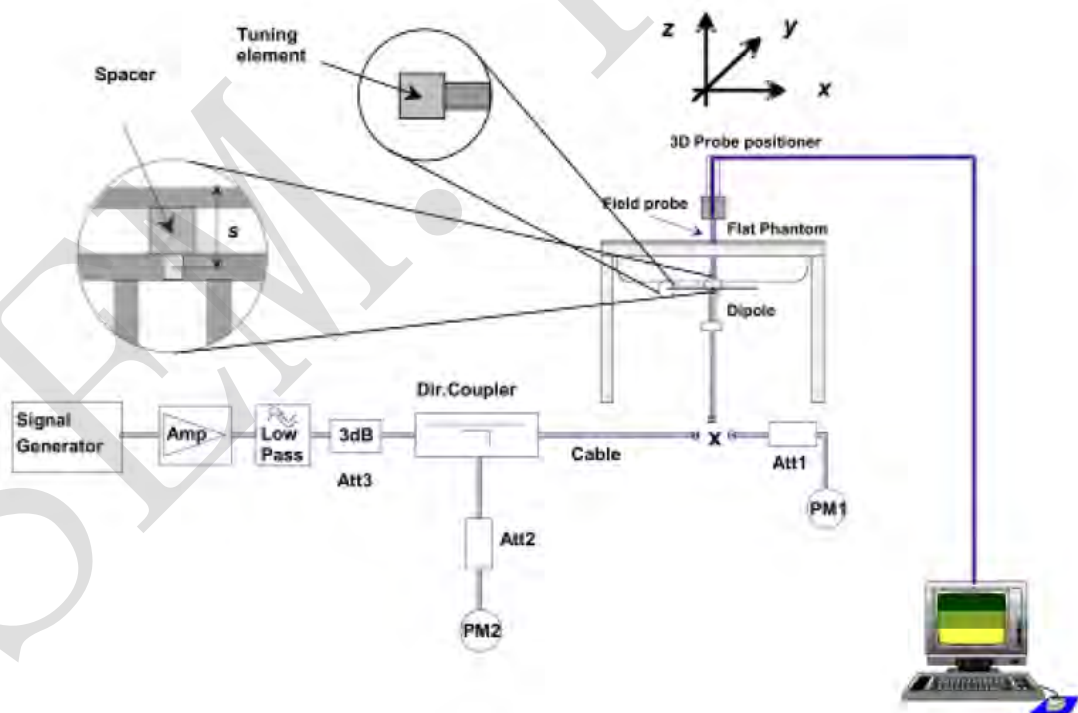 Tuning
element
Spacer
s
z
y
x
3D Probe positioner
Field probe
Flat Phantom
Dipole
Dir.Coupler
Signal
Generator
Amp
Low
Pass
3dB
Att3
Cable
x
Att1
PM1
Att2
PM2